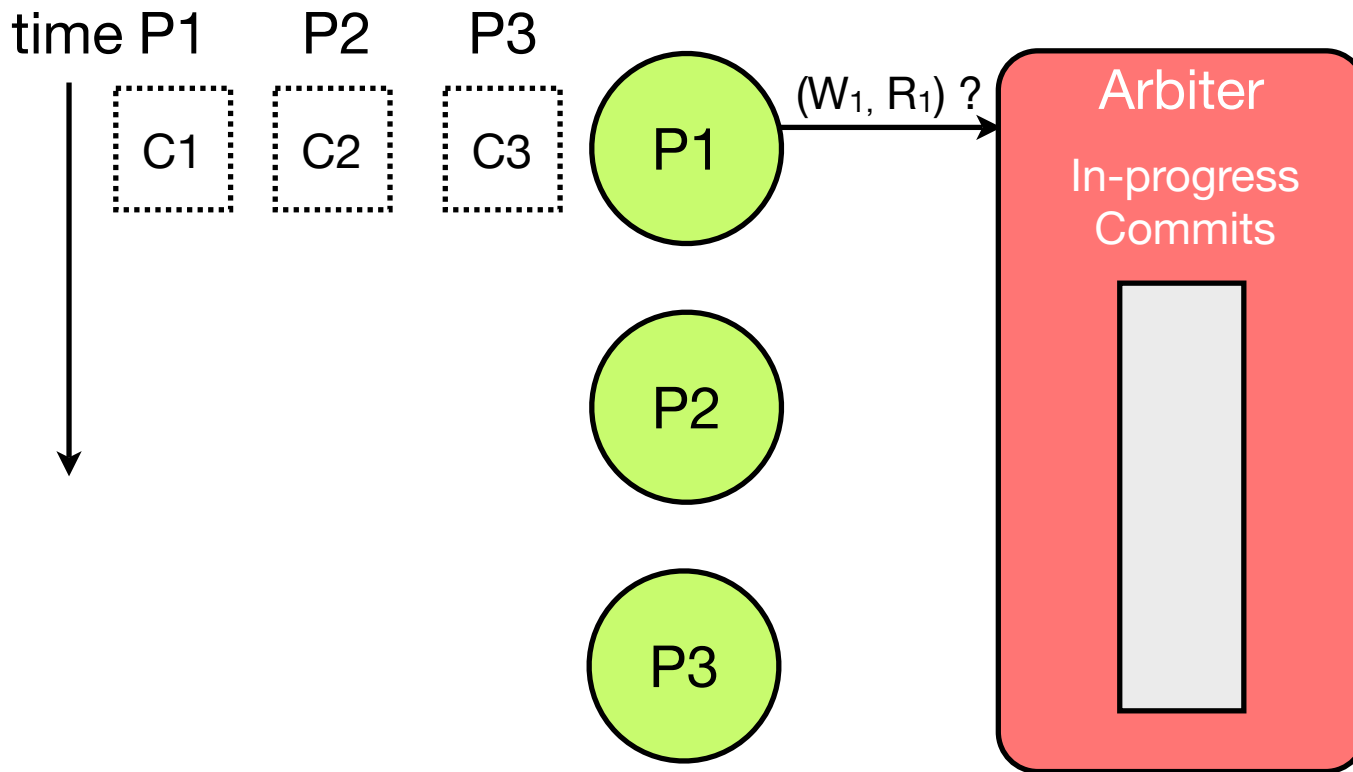 time P1 P2 P3
C1 C2 C3
P1
(W₁, R₁) ?
Arbiter
In-progress
Commits
P2
P3